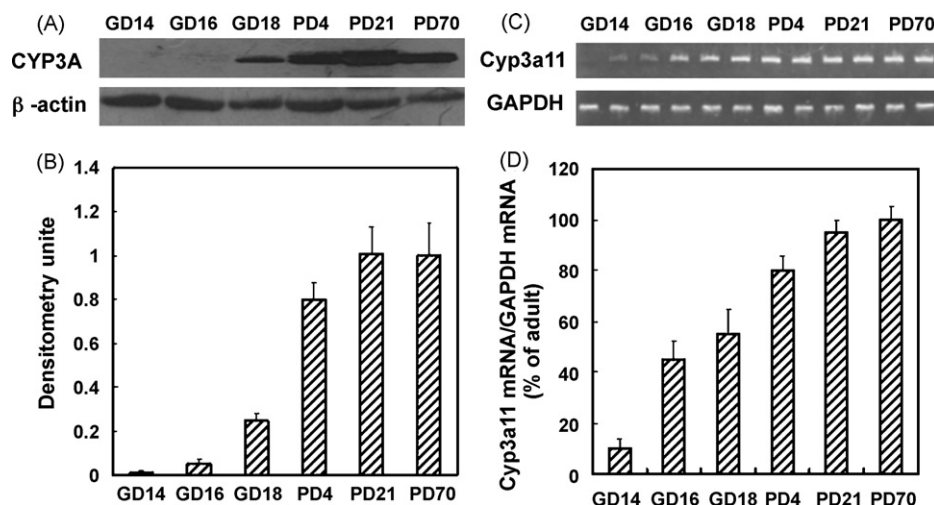 (A)
GD14 GD16 GD18 PD4 PD21 PD70
CYP3A
β -actin
(B)
1.4
1.2
1
0.8
0.6
0.4
0.2
0
Densitometry unite
GD14 GD16 GD18 PD4 PD21 PD70
(C)
GD14 GD16 GD18 PD4 PD21 PD70
Cyp3a11
GAPDH
(D)
120
100
80
60
40
20
0
Cyp3a11 mRNA/GAPDH mRNA
(% of adult)
GD14 GD16 GD18 PD4 PD21 PD70